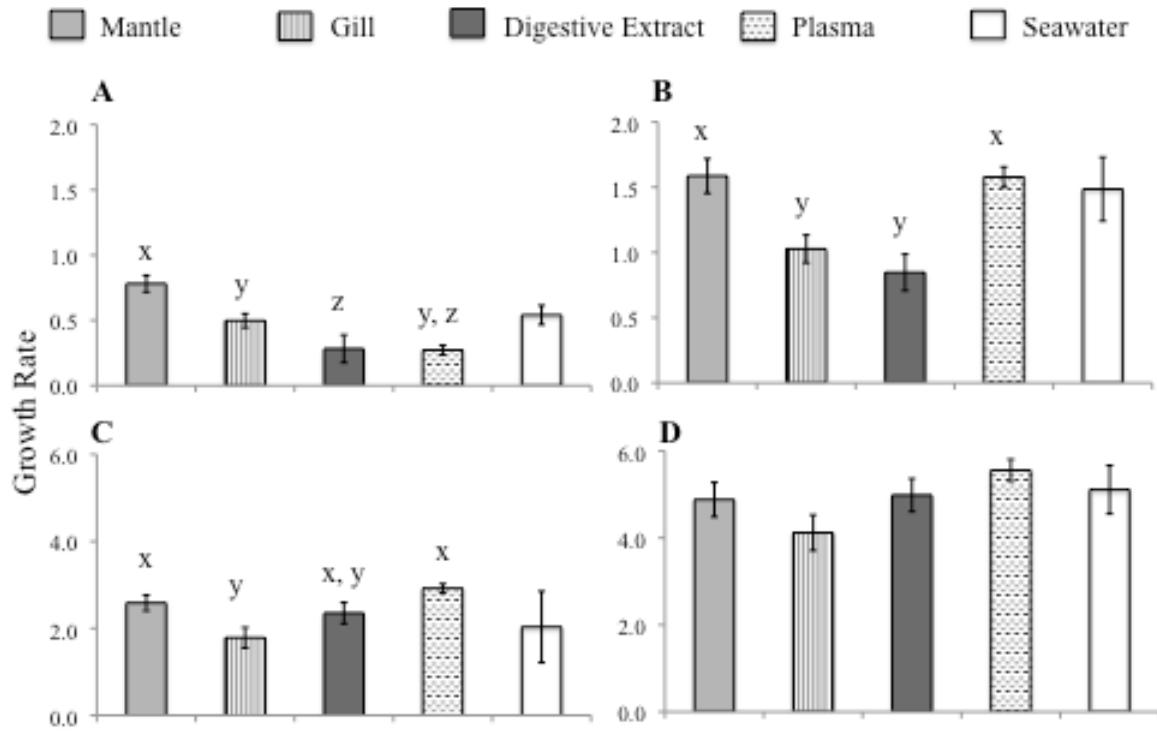 Mantle Gill Digestive Extract Plasma Seawater
A
2.0
1.5
1.0
0.5
0.0
x
y
z
y, z
B
2.0
1.5
1.0
0.5
0.0
x
y
y
x
Growth Rate
C
6.0
4.0
2.0
0.0
x
y
x, y
x
D
6.0
4.0
2.0
0.0